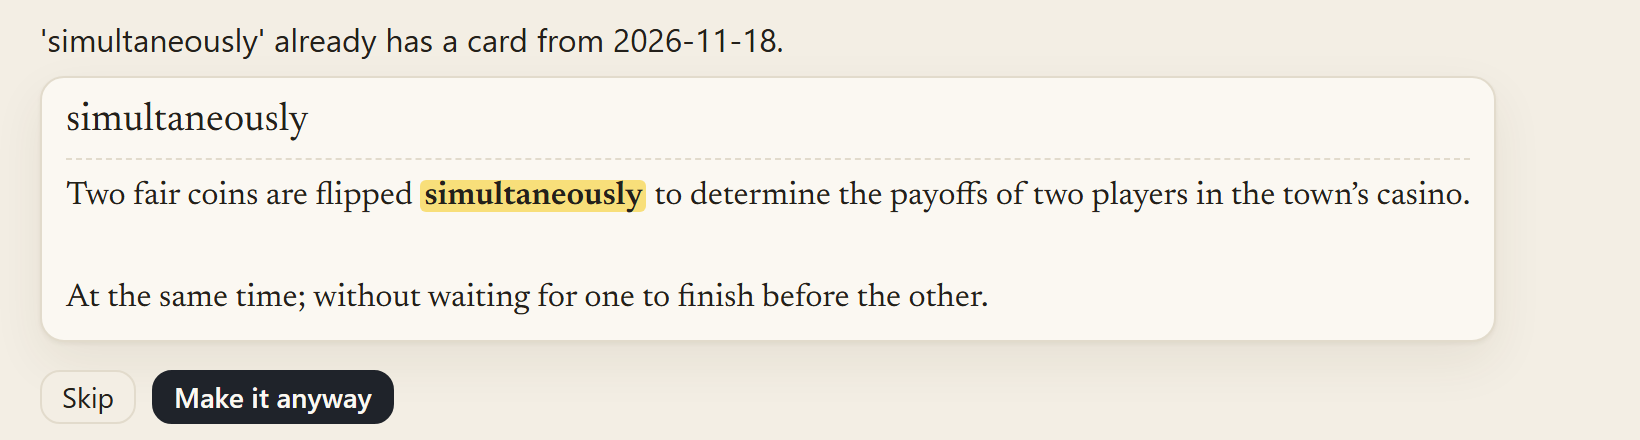 'simultaneously' already has a card from 2026-11-18.
simultaneously
Two fair coins are flipped simultaneously to determine the payoffs of two players in the town’s casino.
At the same time; without waiting for one to finish before the other.
Skip
Make it anyway